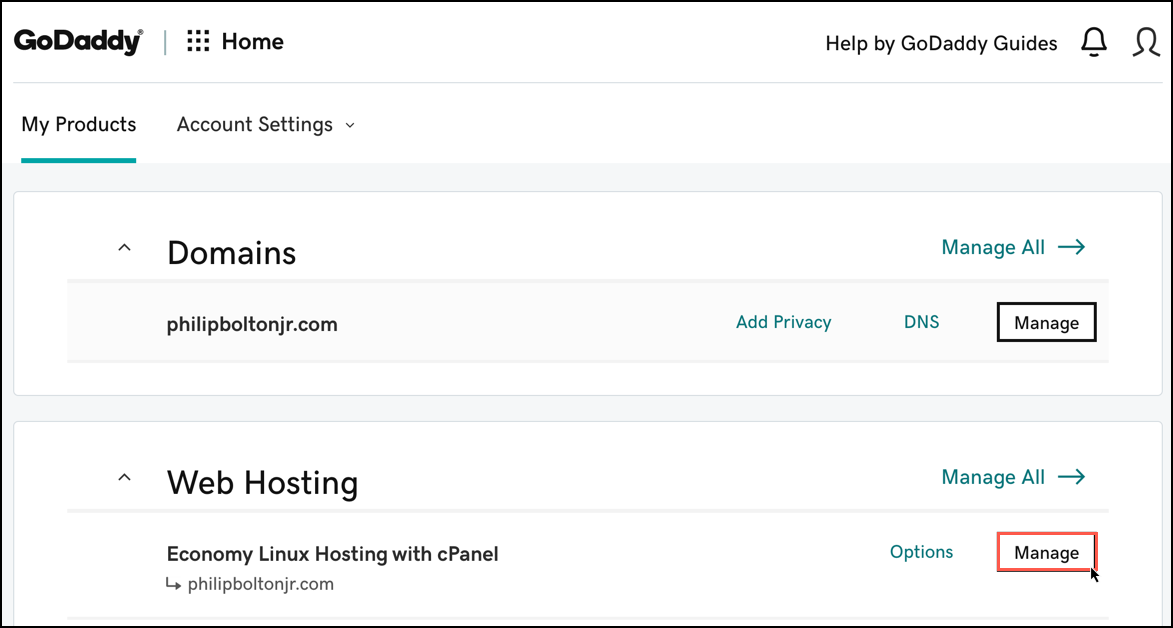 GoDaddy® Home Help by GoDaddy Guides
My Products Account Settings
Domains Manage All
philipboltonjr.com Add Privacy DNS Manage
Web Hosting Manage All
Economy Linux Hosting with cPanel Options Manage
philipboltonjr.com